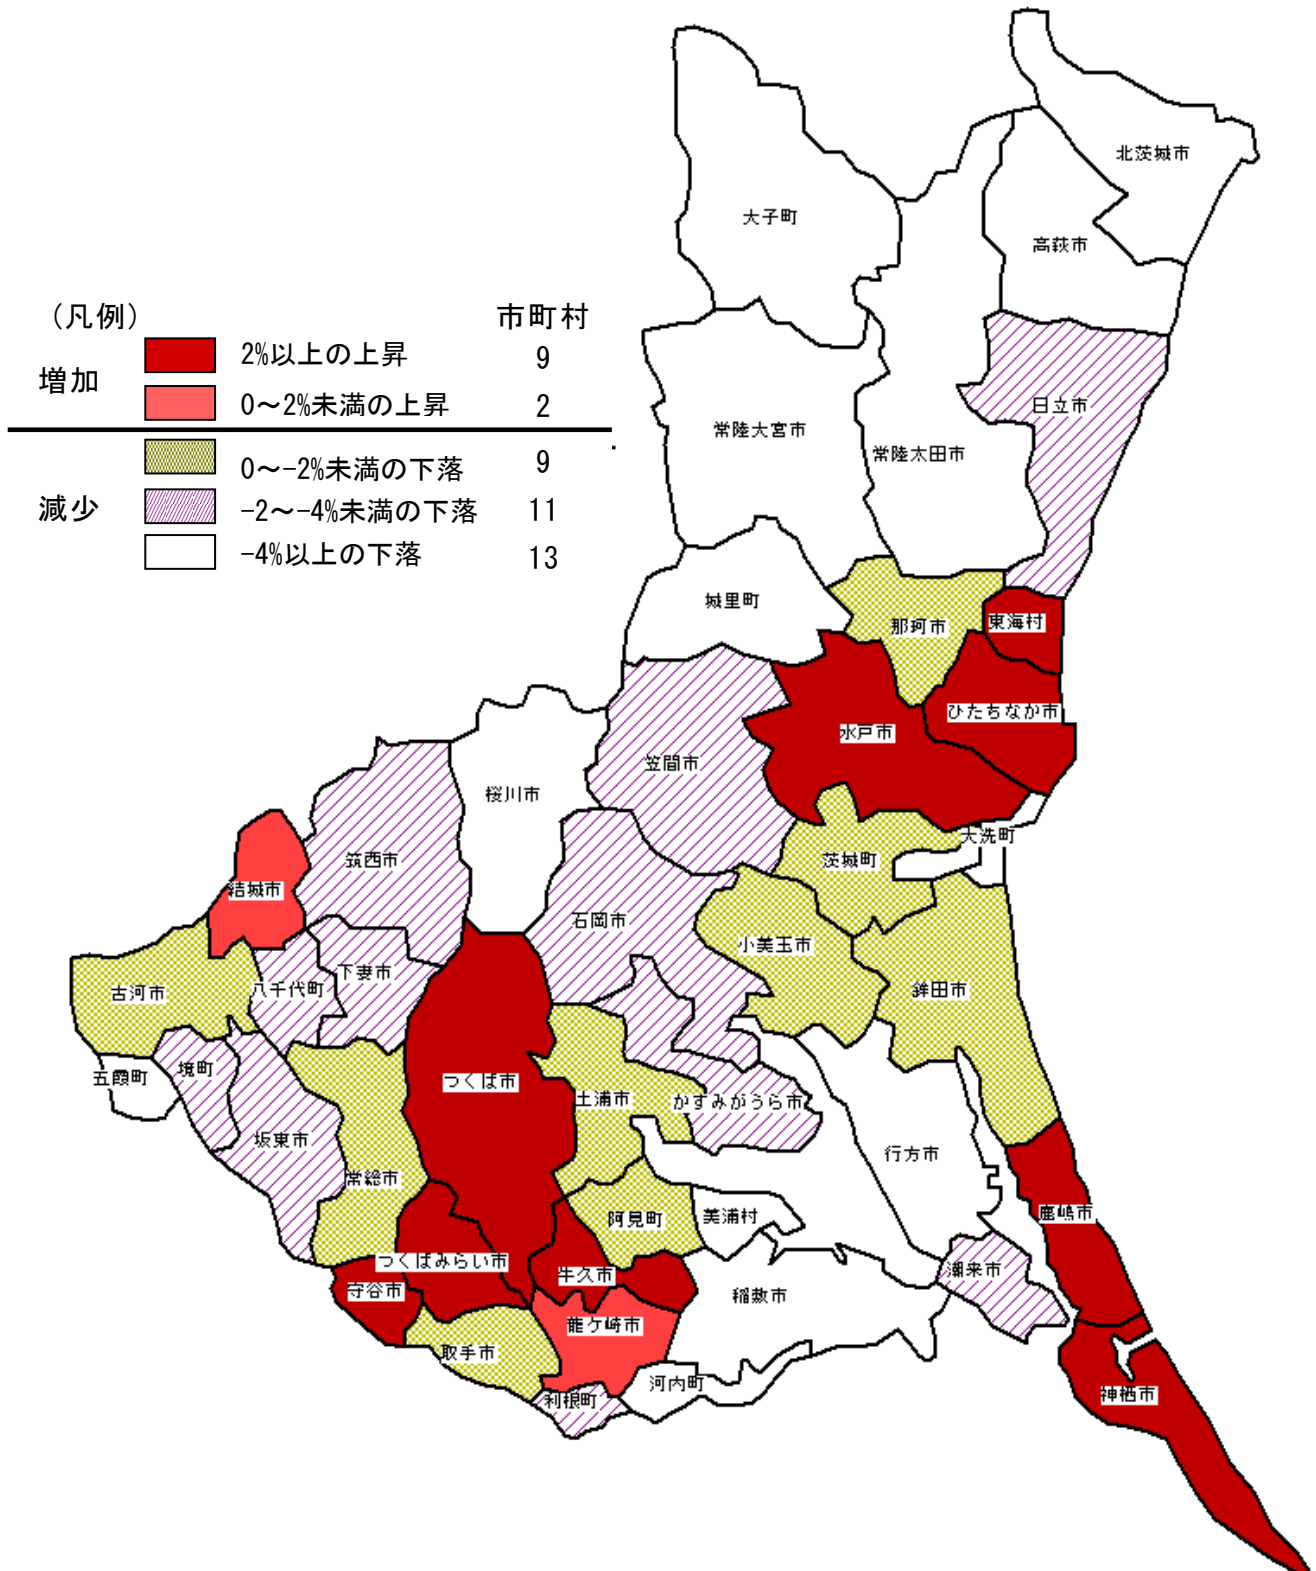 (凡例)
市町村
増加
2%以上の上昇 9
0～2%未満の上昇 2
減少
0～-2%未満の下落 9
-2～-4%未満の下落 11
-4%以上の下落 13
北茨城市
大子町
高萩市
日立市
常陸大宮市
常陸太田市
城里町
那珂市
東海村
ひたちなか市
水戸市
笠間市
桜川市
大洗町
茨城町
筑西市
結城市
石岡市
小美玉市
下妻市
八千代町
古河市
鉾田市
五霞町
境町
つくば市
土浦市
かすみがうら市
坂東市
行方市
常総市
阿見町
美浦村
鹿嶋市
つくばみらい市
牛久市
潮来市
守谷市
稲敷市
龍ケ崎市
取手市
河内町
利根町
神栖市